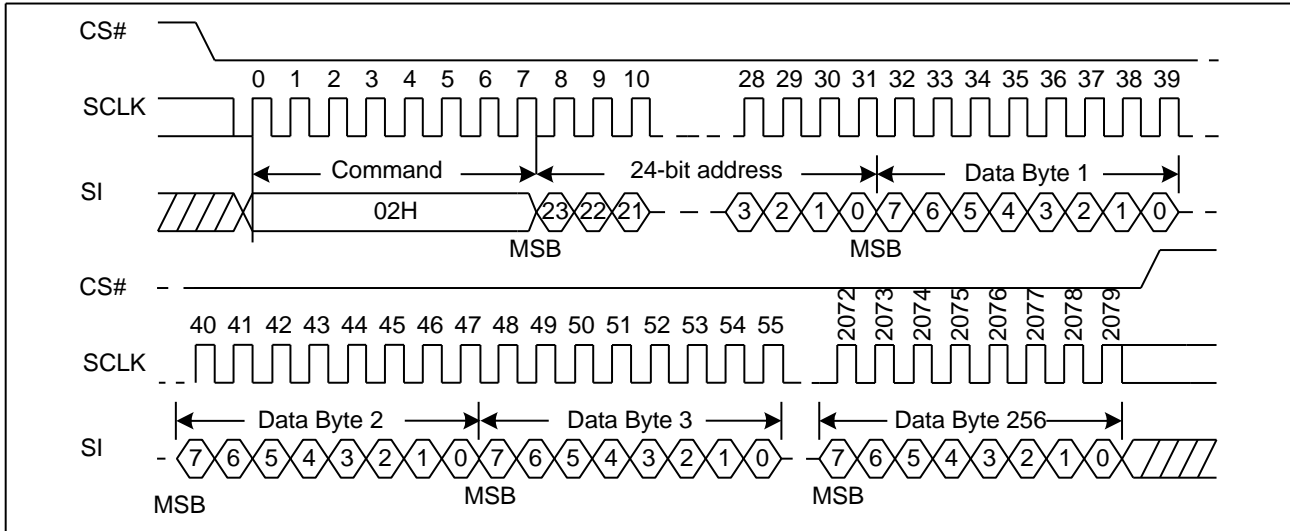 CS#
0 1 2 3 4 5 6 7 8 9 10 28 29 30 31 32 33 34 35 36 37 38 39
SCLK
Command 24-bit address Data Byte 1
SI
02H 23 22 21 3 2 1 0 7 6 5 4 3 2 1 0
MSB MSB
CS#
2072 2073 2074 2075 2076 2077 2078 2079
40 41 42 43 44 45 46 47 48 49 50 51 52 53 54 55
SCLK
Data Byte 2 Data Byte 3 Data Byte 256
SI
7 6 5 4 3 2 1 0 7 6 5 4 3 2 1 0 7 6 5 4 3 2 1 0
MSB MSB MSB